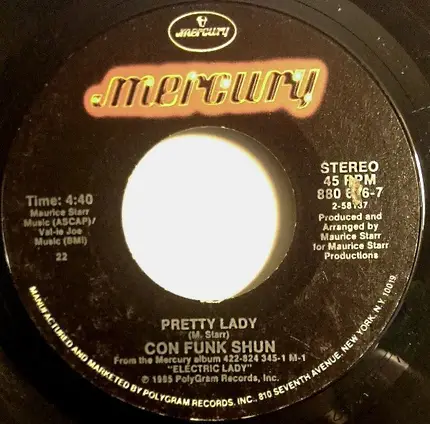 mercury
mercury
Time: 4:40
Maurice Starr
Music (ASCAP)/
Val-ie Joe
Music (BMI)
22
STEREO
45 RPM
2-58
Produced and
Arranged by
Maurice Starr
for Maurice Starr
Productions
PRETTY LADY
(M. Starr)
CON FUNK SHUN
From the Mercury album 422-824 345-1 M-1
"ELECTRIC LADY"
℗ 1985 PolyGram Records, Inc.
MANUFACTURED AND MARKETED BY POLYGRAM RECORDS, INC., 810 SEVENTH AVENUE, NEW YORK, N.Y. 10019